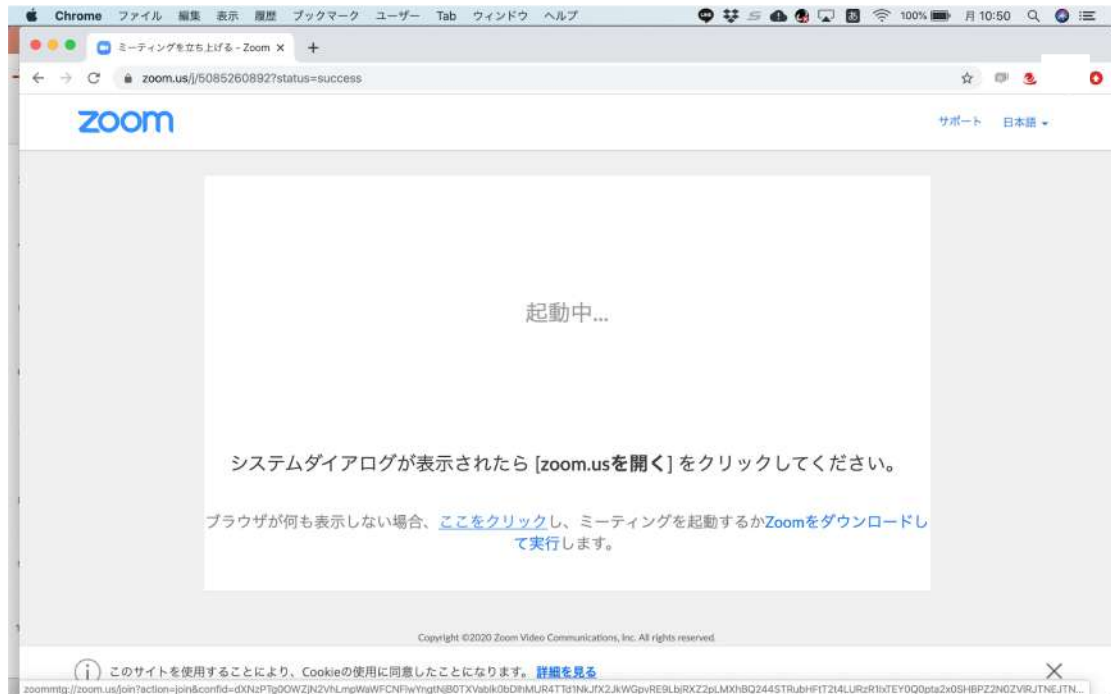 Chrome ファイル 編集 表示 履歴 ブックマーク ユーザー Tab ウィンドウ ヘルプ 100% 月10:50
ミーティングを立ち上げる - Zoom
zoom.us/j/5085260892?status=success
zoom サポート 日本語
起動中...
システムダイアログが表示されたら [zoom.usを開く] をクリックしてください。
ブラウザが何も表示しない場合、ここをクリックし、ミーティングを起動するかZoomをダウンロードし
て実行します。
Copyright ©2020 Zoom Video Communications, Inc. All rights reserved.
このサイトを使用することにより、Cookieの使用に同意したことになります。 詳細を見る